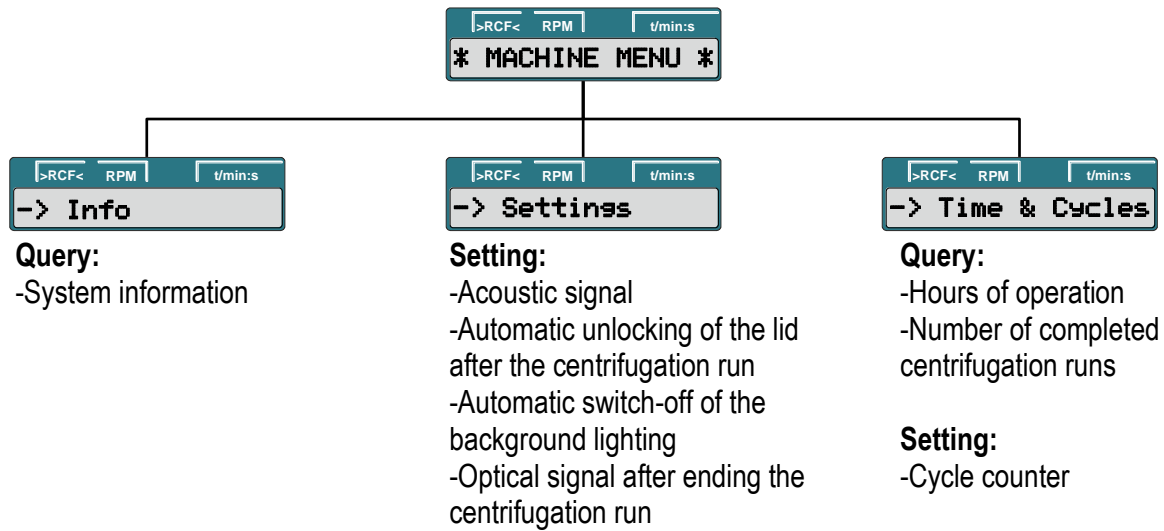 >RCF< RPM t/min:s
* MACHINE MENU *
>RCF< RPM t/min:s
-> Info
Query:
-System information
>RCF< RPM t/min:s
-> Settings
Setting:
-Acoustic signal
-Automatic unlocking of the lid
after the centrifugation run
-Automatic switch-off of the
background lighting
-Optical signal after ending the
centrifugation run
>RCF< RPM t/min:s
-> Time & Cycles
Query:
-Hours of operation
-Number of completed
centrifugation runs
Setting:
-Cycle counter